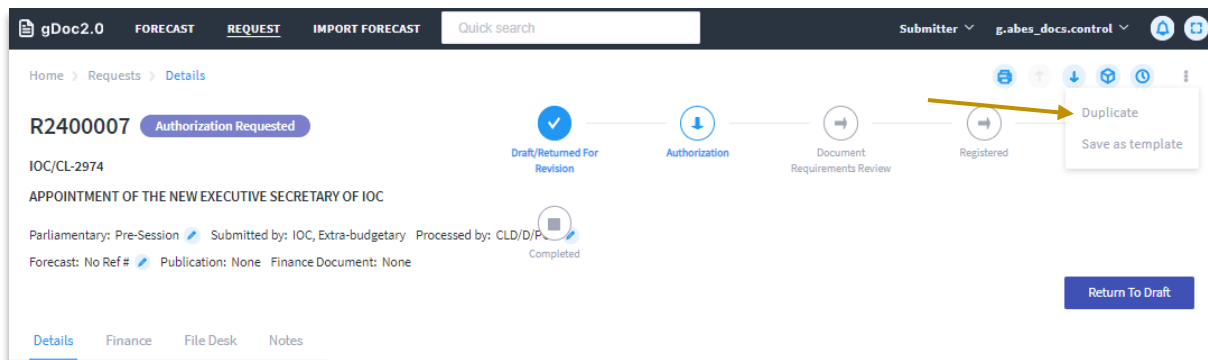 gDoc2.0 FORECAST REQUEST IMPORT FORECAST Quick search Submitter g.abes_docs.control
Home > Requests > Details
Duplicate
Save as template
R2400007 Authorization Requested
Draft/Returned For
Revision
Authorization
Document
Requirements Review
Registered
IOC/CL-2974
APPOINTMENT OF THE NEW EXECUTIVE SECRETARY OF IOC
Parliamentary: Pre-Session Submitted by: IOC, Extra-budgetary Processed by: CLD/D/
Completed
Forecast: No Ref # Publication: None Finance Document: None
Return To Draft
Details Finance File Desk Notes